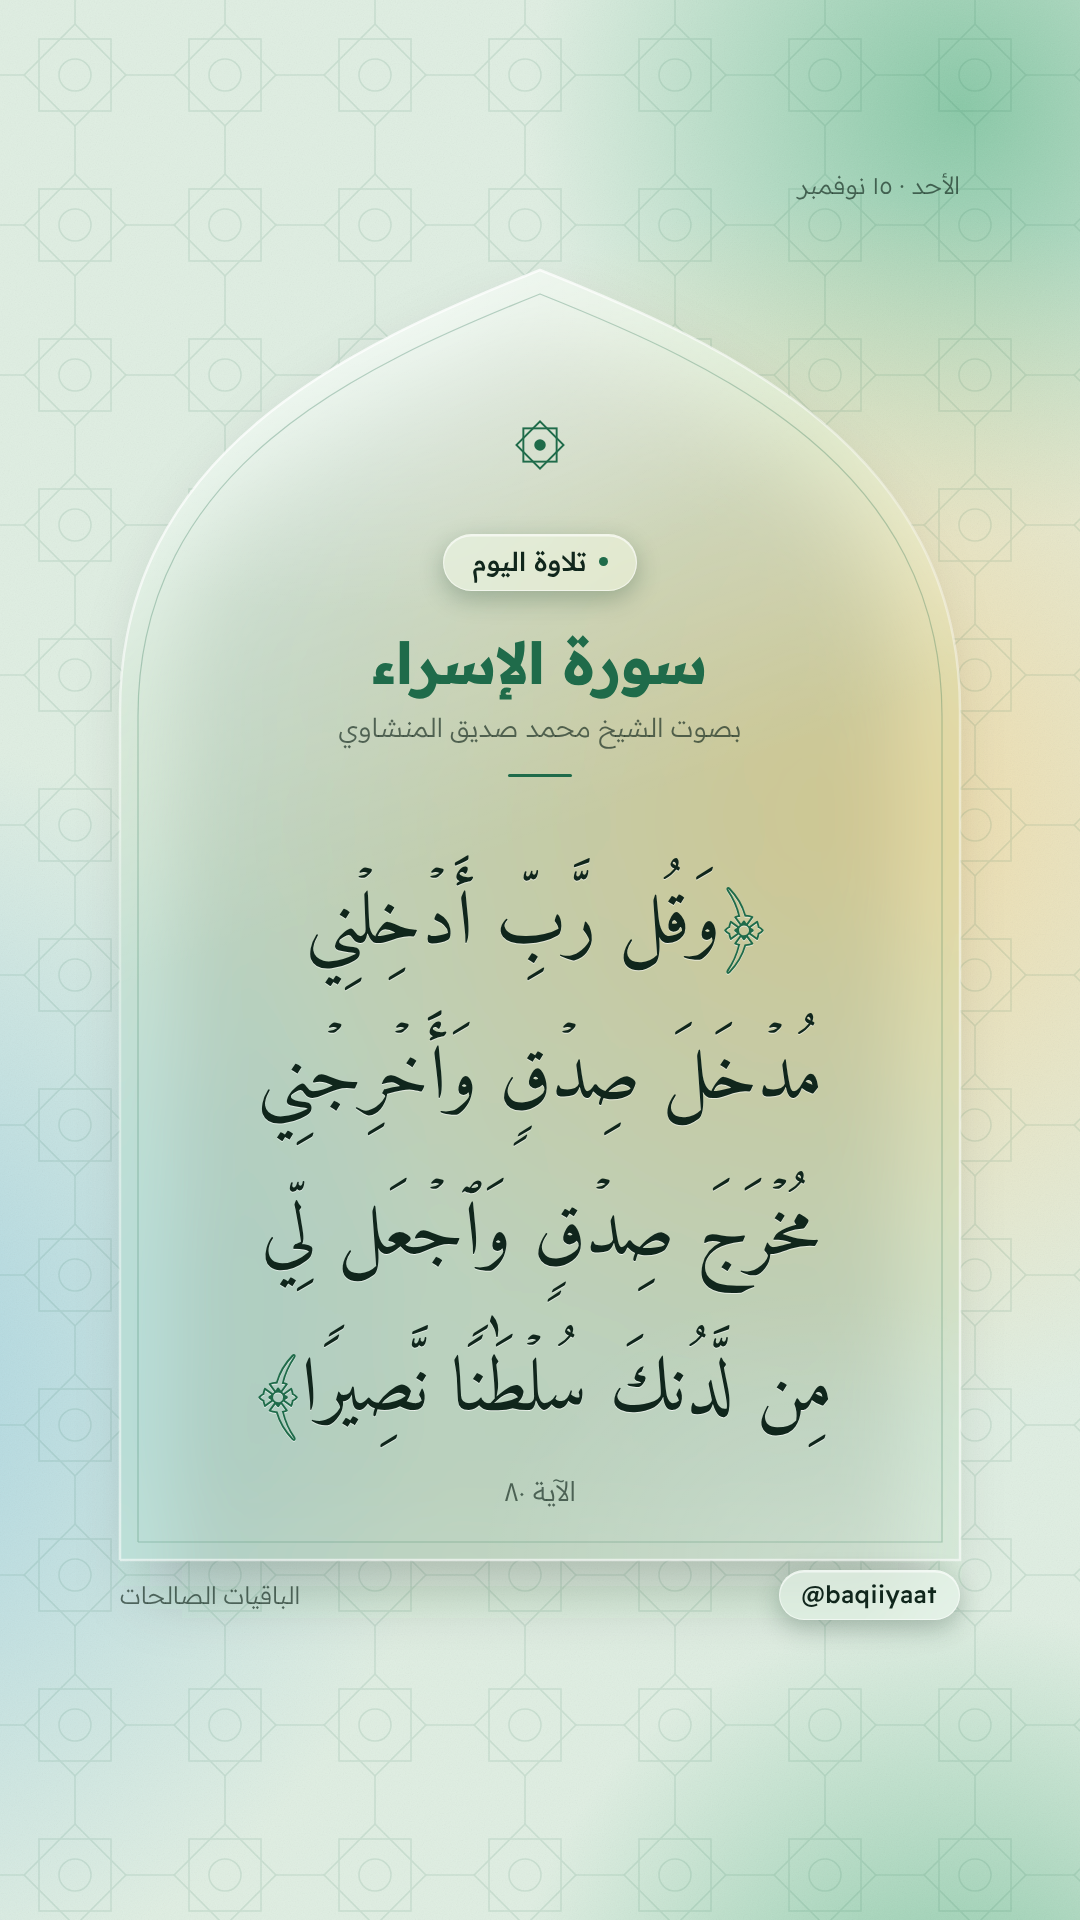 الأحد · ١٥ نوفمبر
تلاوة اليوم
سورة الإسراء
بصوت الشيخ محمد صديق المنشاوي
﴿وَقُل رَّبِّ أَدۡخِلۡنِي
مُدۡخَلَ صِدۡقٖ وَأَخۡرِجۡنِي
مُخۡرَجَ صِدۡقٖ وَٱجۡعَل لِّي
مِن لَّدُنكَ سُلۡطَٰنٗا نَّصِيرٗا﴾
الآية ٨٠
@baqiiyaat
الباقيات الصالحات